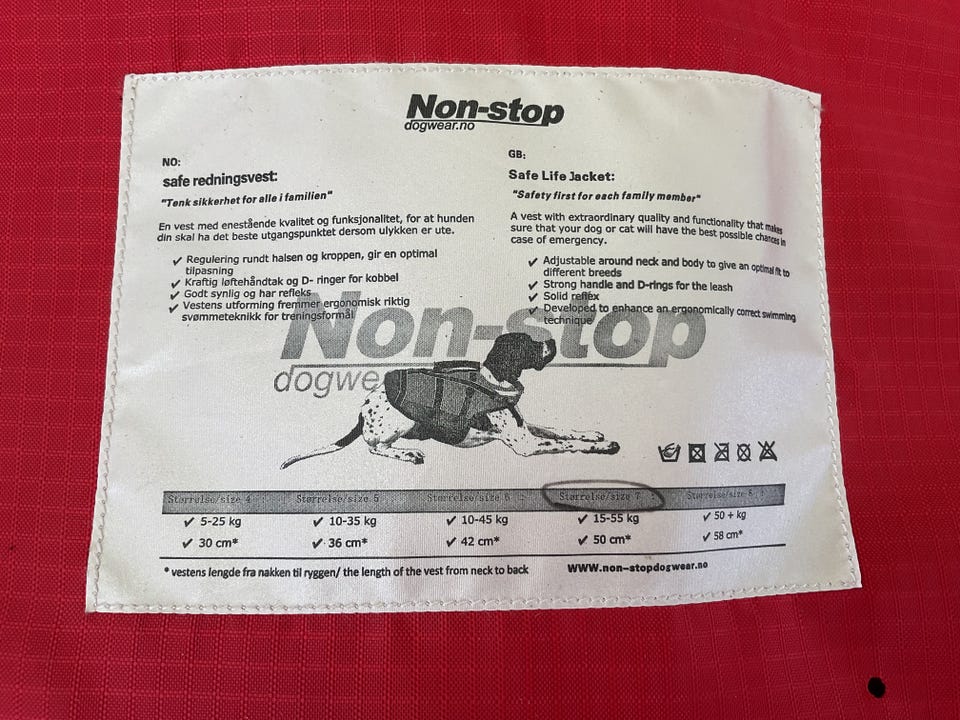 Non-stop
dogwear.no
NO:
safe redningsvest:
"Tenk sikkerhet for alle i familien"
En vest med enestående kvalitet og funksjonalitet, for at hunden
din skal ha det beste utgangspunktet dersom ulykken er ute.
✓ Regulering rundt halsen og kroppen, gir en optimal
tilpasning
✓ Kraftig løftehåndtak og D- ringer for kobbel
✓ Godt synlig og har refleks
✓ Vestens utforming fremmer ergonomisk riktig
svømmeteknikk for treningsformål
GB:
Safe Life Jacket:
"Safety first for each family member"
A vest with extraordinary quality and functionality that makes
sure that your dog or cat will have the best possible chances in
case of emergency.
✓ Adjustable around neck and body to give an optimal fit to
different breeds
✓ Strong handle and D-rings for the leash
✓ Solid reflex
✓ Developed to enhance an ergonomically correct swimming
technique
Non-stop
dogwe
Størrelse/size 4 : Størrelse/size 5 Størrelse/size 6 : Størrelse/size 7 : Størrelse/size 8 :
✓ 5-25 kg ✓ 10-35 kg ✓ 10-45 kg ✓ 15-55 kg ✓ 50 + kg
✓ 30 cm* ✓ 36 cm* ✓ 42 cm* ✓ 50 cm* ✓ 58 cm*
* vestens lengde fra nakken til ryggen/ the length of the vest from neck to back
WWW.non-stopdogwear.no